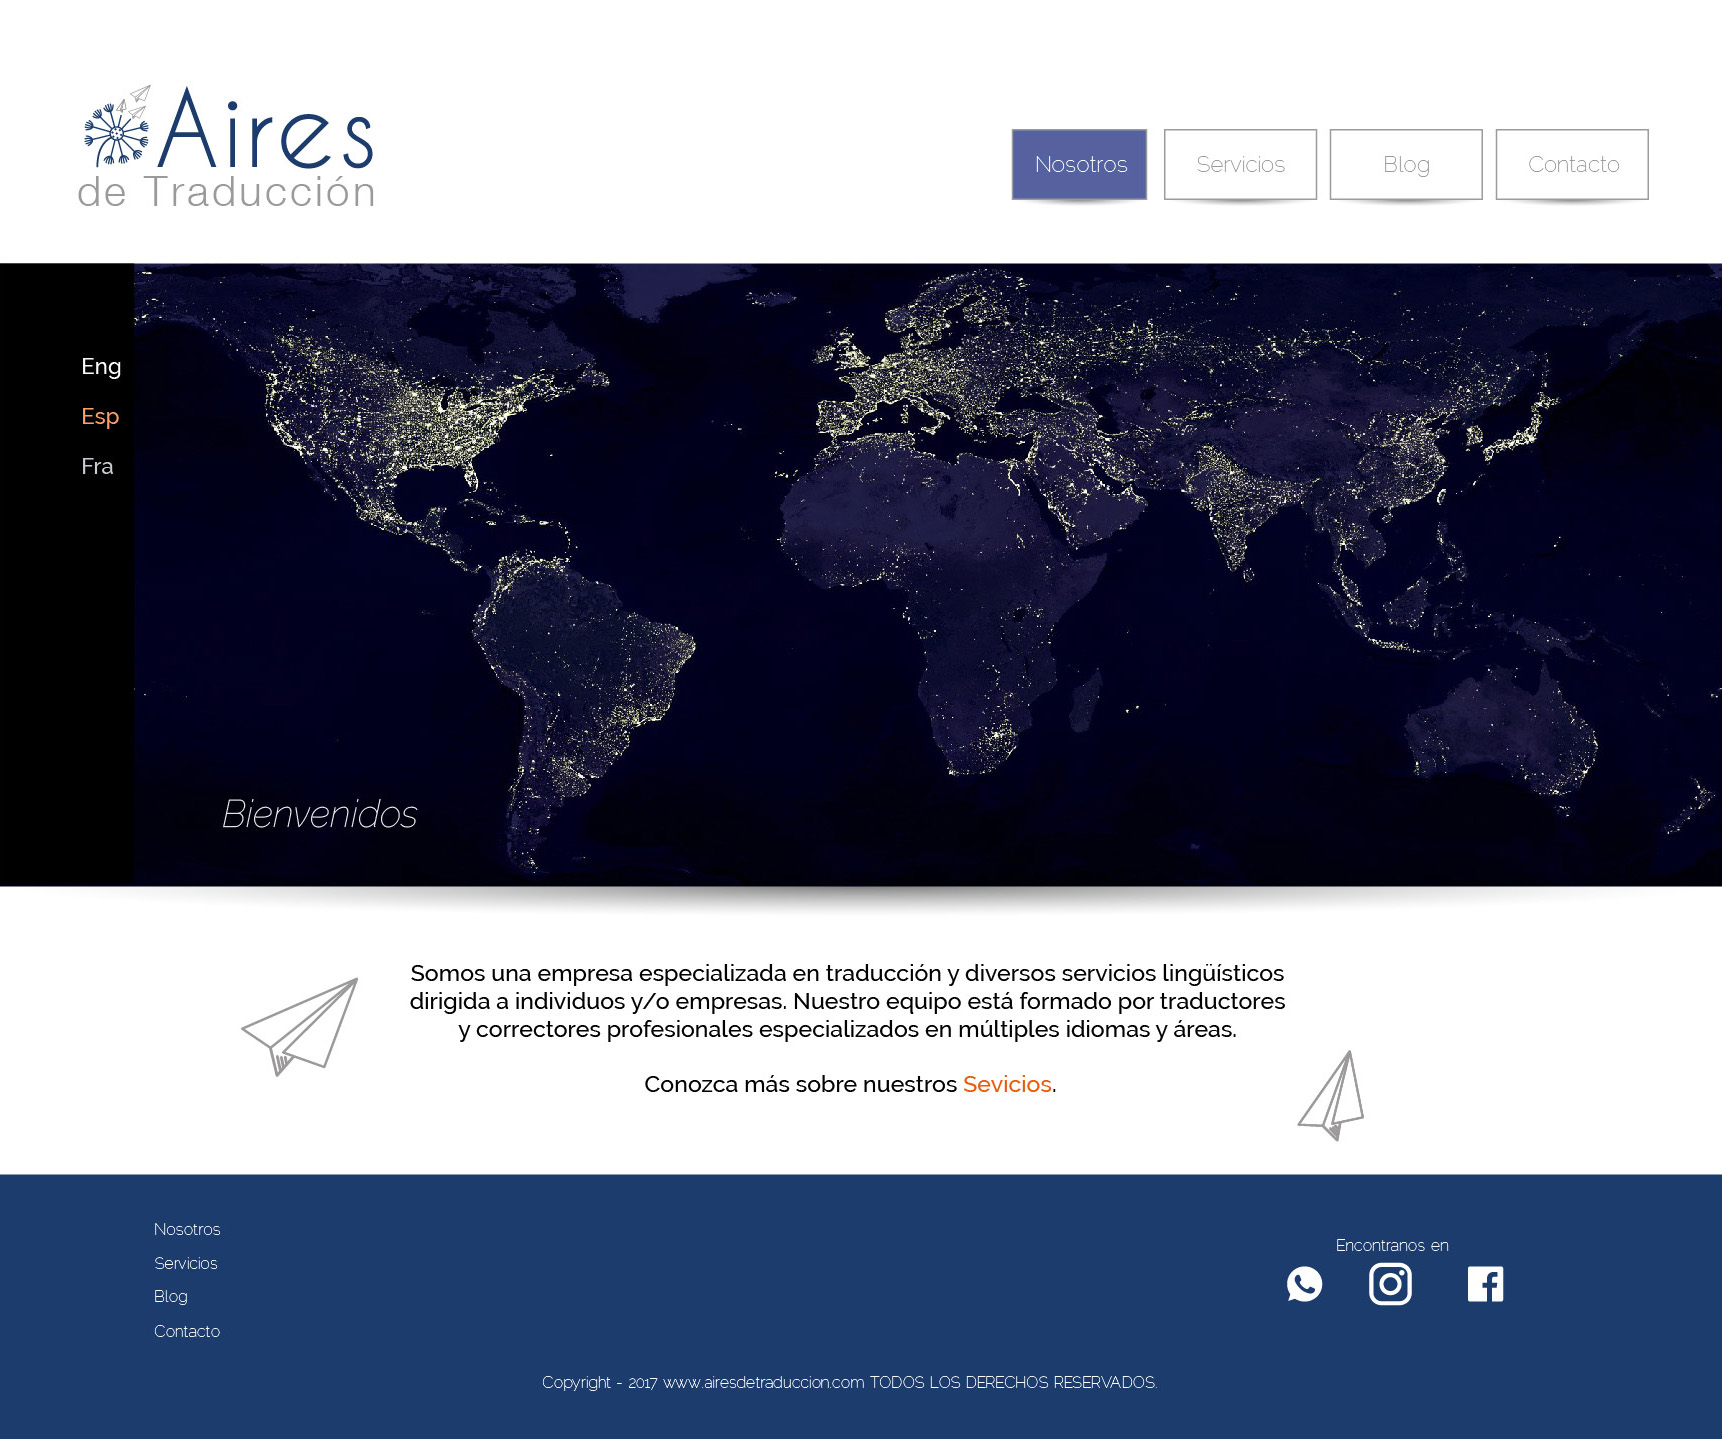 Aires
de Traducción
Nosotros
Servicios
Blog
Contacto
Eng
Esp
Fra
Bienvenidos
Somos una empresa especializada en traducción y diversos servicios lingüísticos
dirigida a individuos y/o empresas. Nuestro equipo está formado por traductores
y correctores profesionales especializados en múltiples idiomas y áreas.
Conozca más sobre nuestros Sevicios.
Nosotros
Servicios
Blog
Contacto
Encontranos en
Copyright - 2017 www.airesdetraduccion.com TODOS LOS DERECHOS RESERVADOS.